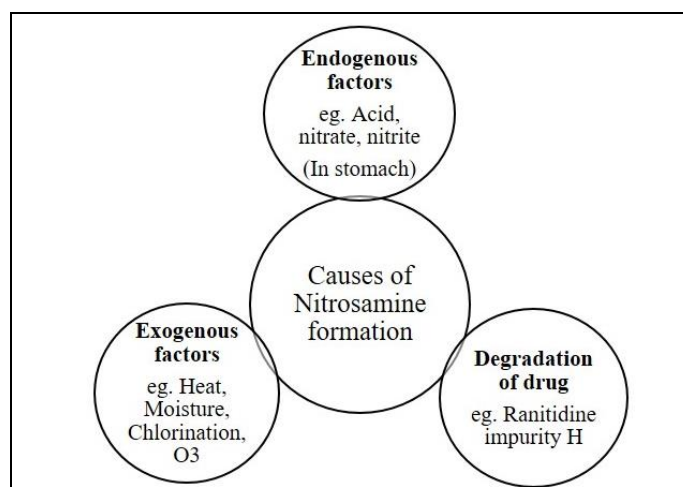 Endogenous
factors
eg. Acid,
nitrate, nitrite
(In stomach)
Causes of
Nitrosamine
formation
Exogenous
factors
eg. Heat,
Moisture,
Chlorination,
O3
Degradation
of drug
eg. Ranitidine
impurity H